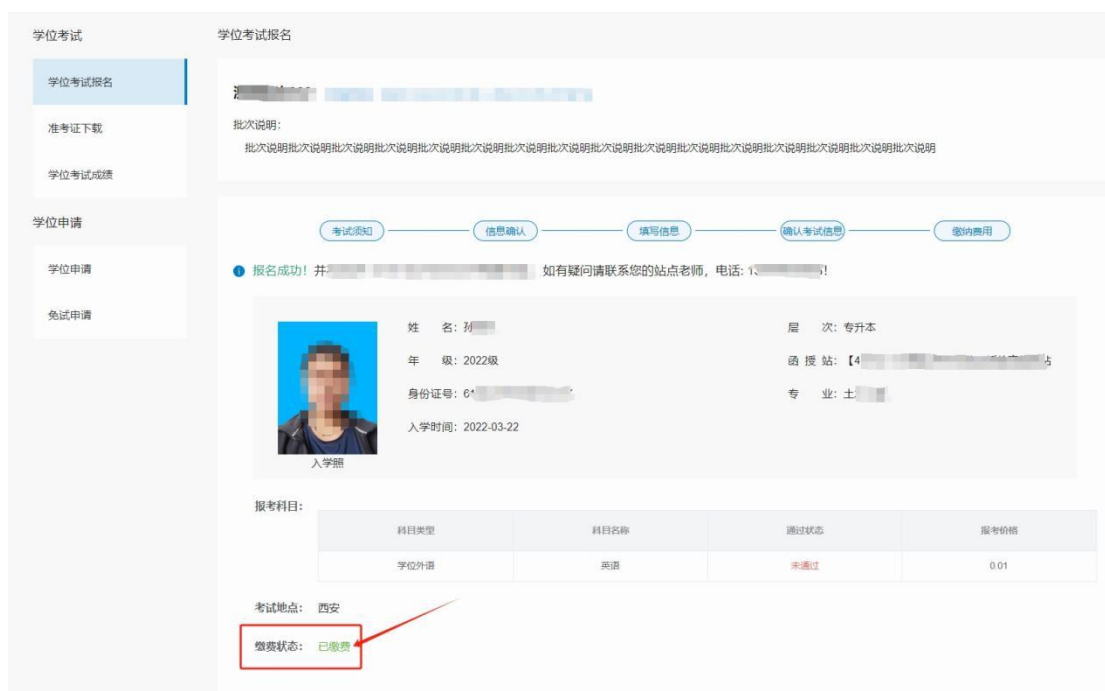 学位考试
学位考试报名
学位考试报名
准考证下载
学位考试成绩
学位申请
学位申请
免试申请
批次说明：
批次说明批次说明批次说明批次说明批次说明批次说明批次说明批次说明批次说明批次说明批次说明批次说明批次说明批次说明批次说明
考试须知
信息确认
填写信息
确认考试信息
缴纳费用
报名成功！ 如有疑问请联系您的站点老师，电话：
姓 名：孙
层 次：专升本
年 级：2022级
函 授 站：【4
身份证号：6
专 业：土
入学时间：2022-03-22
入学照
报考科目：
科目类型 科目名称 通过状态 报考价格
学位外语 英语 未通过 0.01
考试地点： 西安
缴费状态： 已缴费